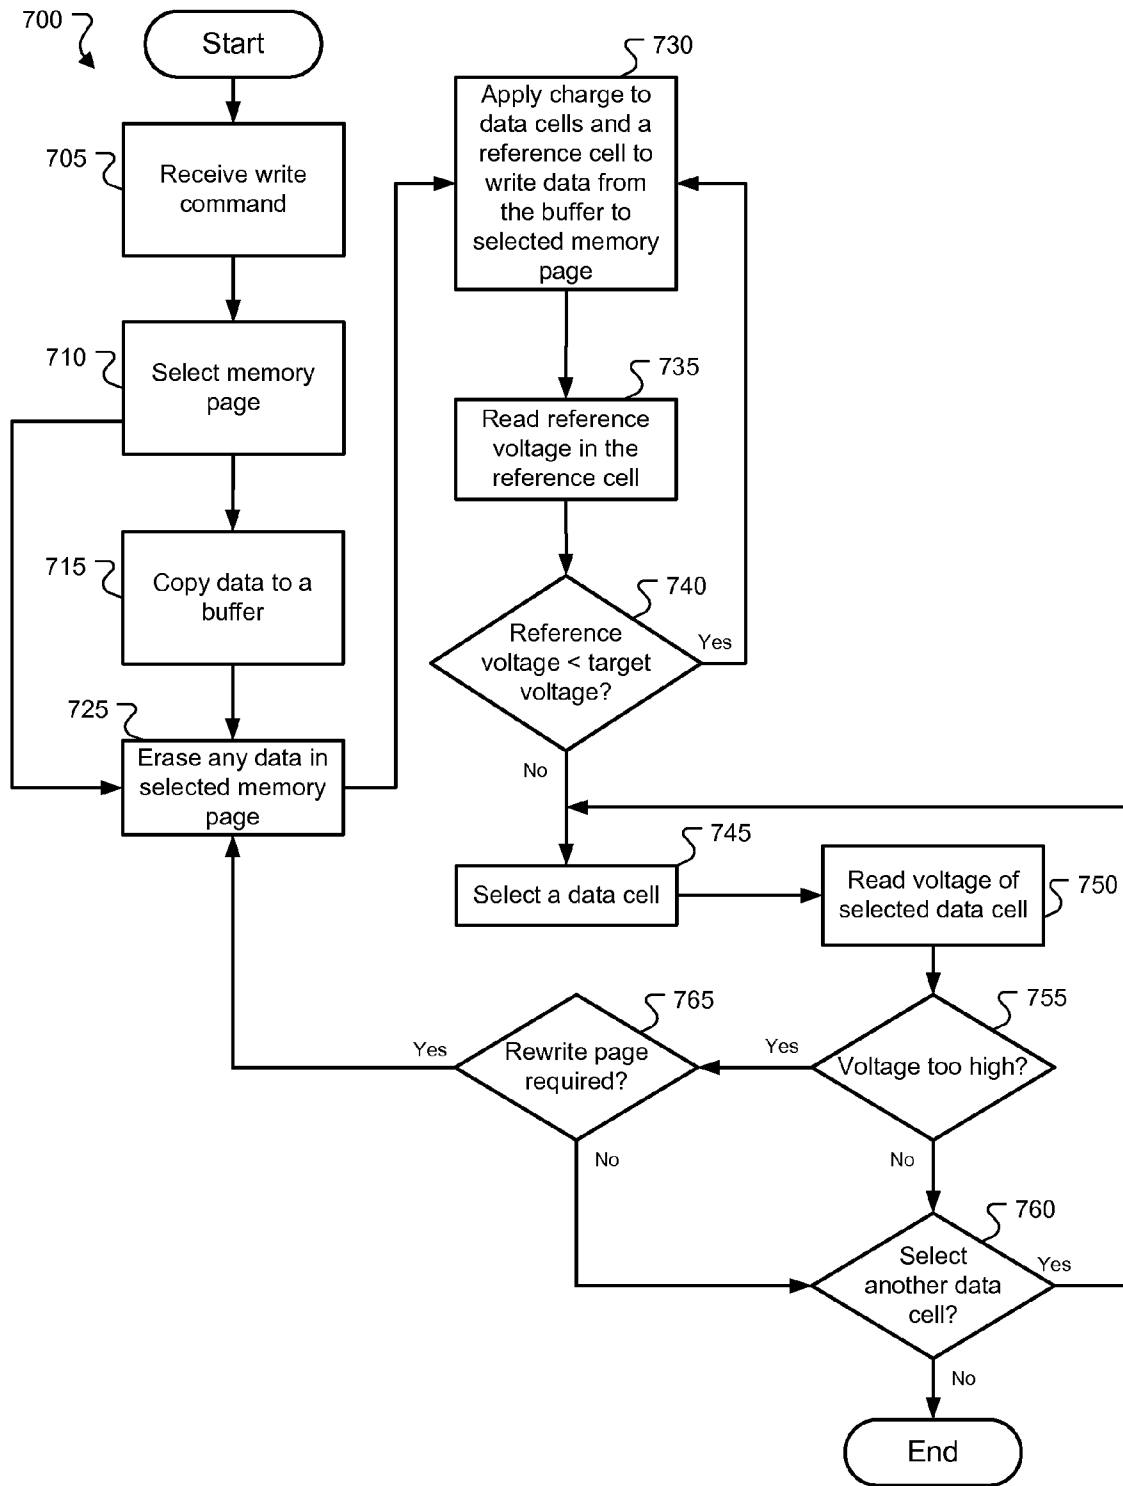 700
Start
705
Receive write
command
710
Select memory
page
715
Copy data to a
buffer
725
Erase any data in
selected memory
page
730
Apply charge to
data cells and a
reference cell to
write data from
the buffer to
selected memory
page
735
Read reference
voltage in the
reference cell
740
Reference
voltage < target
voltage?
Yes
No
745
Select a data cell
750
Read voltage of
selected data cell
755
Voltage too high?
Yes
No
765
Rewrite page
required?
Yes
No
760
Select
another data
cell?
Yes
No
End